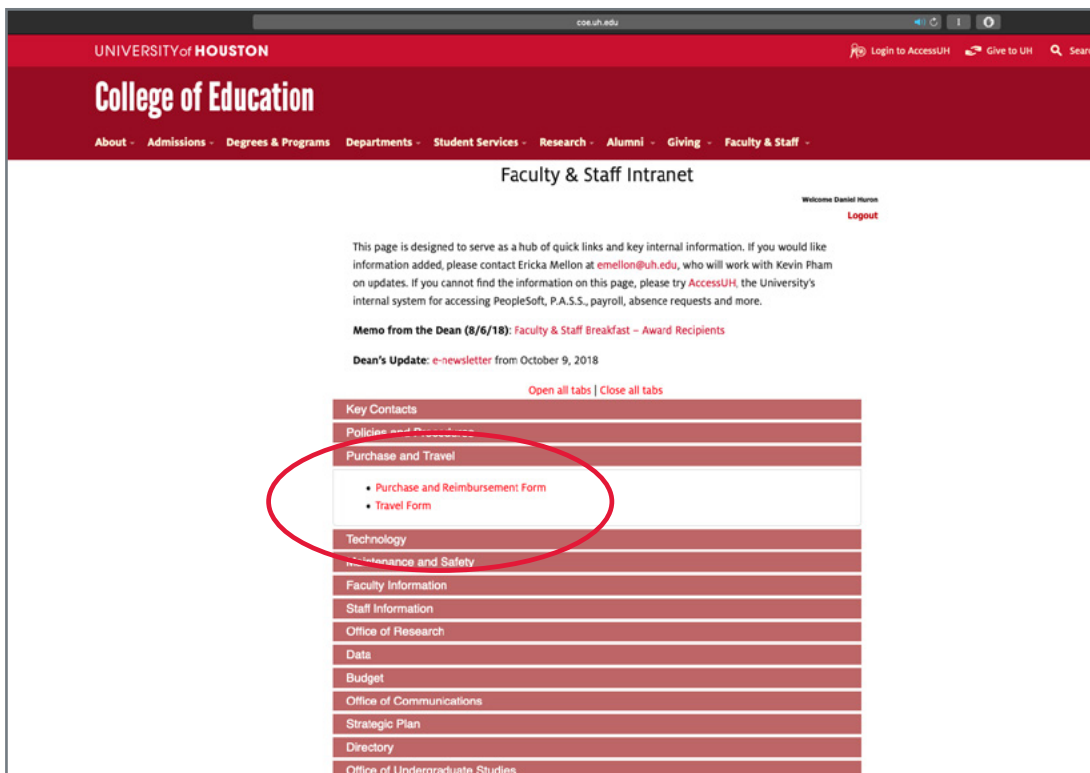 coe.uh.edu
UNIVERSITY of HOUSTON
Login to AccessUH Give to UH Sear
College of Education
About Admissions Degrees & Programs Departments Student Services Research Alumni Giving Faculty & Staff
Faculty & Staff Intranet
Welcome Daniel Huron
Logout
This page is designed to serve as a hub of quick links and key internal information. If you would like
information added, please contact Ericka Mellon at emellon@uh.edu, who will work with Kevin Pham
on updates. If you cannot find the information on this page, please try AccessUH, the University's
internal system for accessing PeopleSoft, P.A.S.S., payroll, absence requests and more.
Memo from the Dean (8/6/18): Faculty & Staff Breakfast – Award Recipients
Dean's Update: e-newsletter from October 9, 2018
Open all tabs | Close all tabs
Key Contacts
Policies and Procedures
Purchase and Travel
• Purchase and Reimbursement Form
• Travel Form
Technology
Maintenance and Safety
Faculty Information
Staff Information
Office of Research
Data
Budget
Office of Communications
Strategic Plan
Directory
Office of Undergraduate Studies